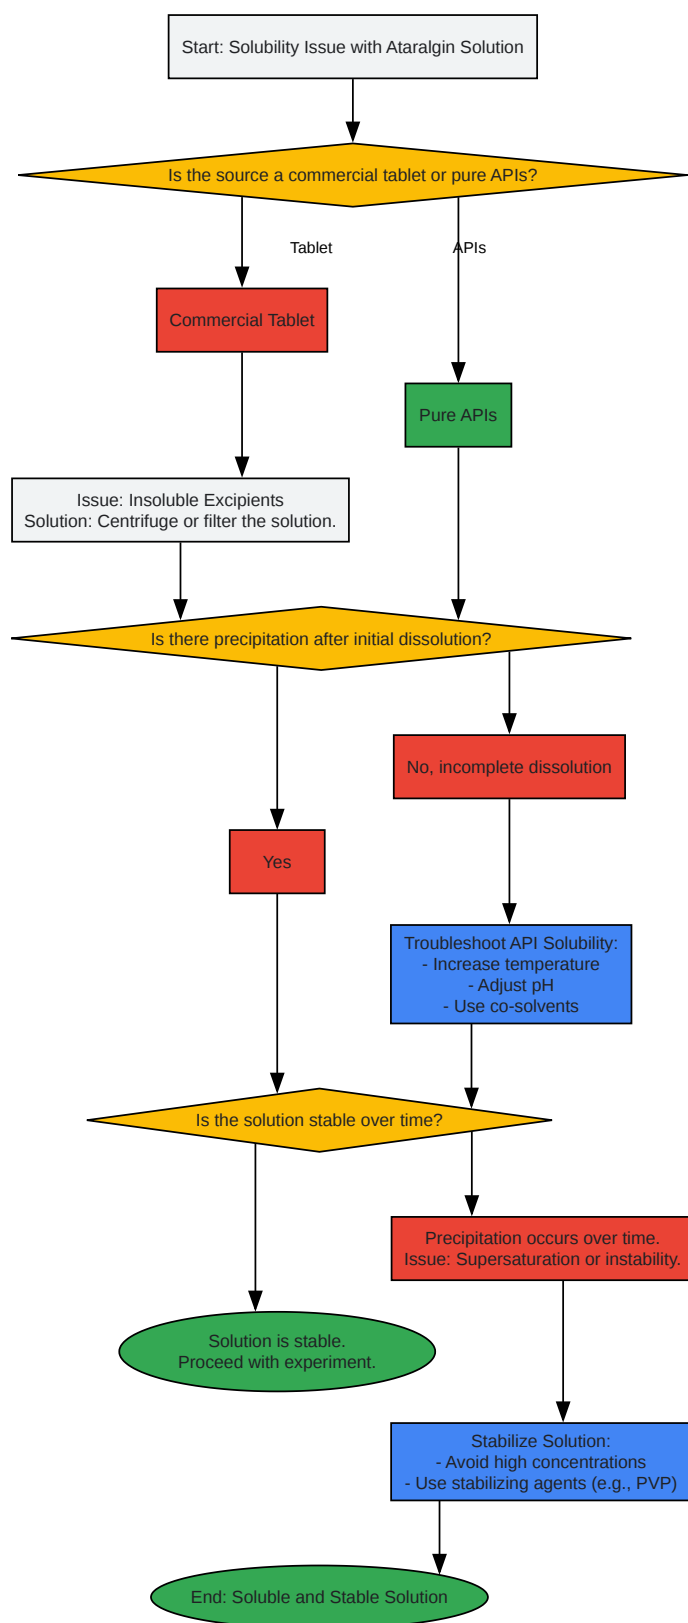 Start: Solubility Issue with Ataralgin Solution
Is the source a commercial tablet or pure APIs?
Tablet
APIs
Commercial Tablet
Pure APIs
Issue: Insoluble Excipients
Solution: Centrifuge or filter the solution.
Is there precipitation after initial dissolution?
No, incomplete dissolution
Yes
Troubleshoot API Solubility:
- Increase temperature
- Adjust pH
- Use co-solvents
Is the solution stable over time?
Precipitation occurs over time.
Issue: Supersaturation or instability.
Solution is stable.
Proceed with experiment.
Stabilize Solution:
- Avoid high concentrations
- Use stabilizing agents (e.g., PVP)
End: Soluble and Stable Solution